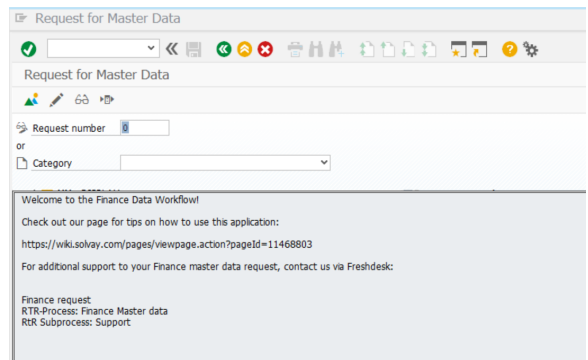 Request for Master Data
Request for Master Data
Request number 0
or
Category
Welcome to the Finance Data Workflow!
Check out our page for tips on how to use this application:
https://wiki.solvay.com/pages/viewpage.action?pageId=11468803
For additional support to your Finance master data request, contact us via Freshdesk:
Finance request
RTR-Process: Finance Master data
RtR Subprocess: Support